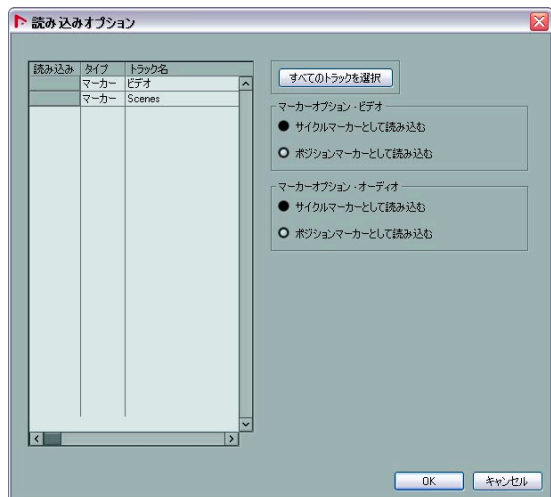 読み込みオプション
読み込み タイプ トラック名
マーカー ビデオ
マーカー Scenes
すべてのトラックを選択
マーカーオプション - ビデオ
サイクルマーカーとして読み込む
ポジションマーカーとして読み込む
マーカーオプション - オーディオ
サイクルマーカーとして読み込む
ポジションマーカーとして読み込む
OK キャンセル